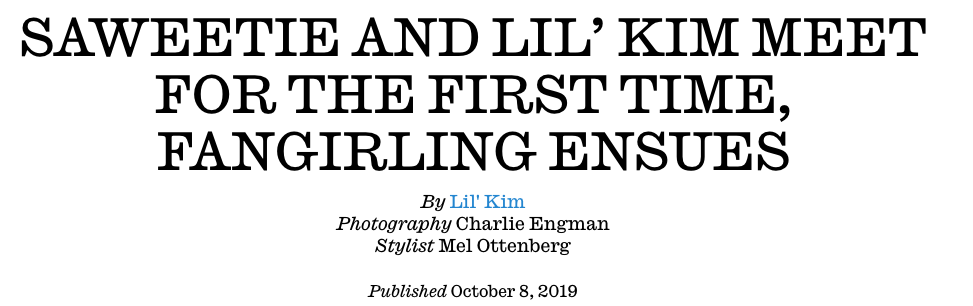 SAWEETIE AND LIL’ KIM MEET
FOR THE FIRST TIME,
FANGIRLING ENSUES
By Lil' Kim
Photography Charlie Engman
Stylist Mel Ottenberg
Published October 8, 2019